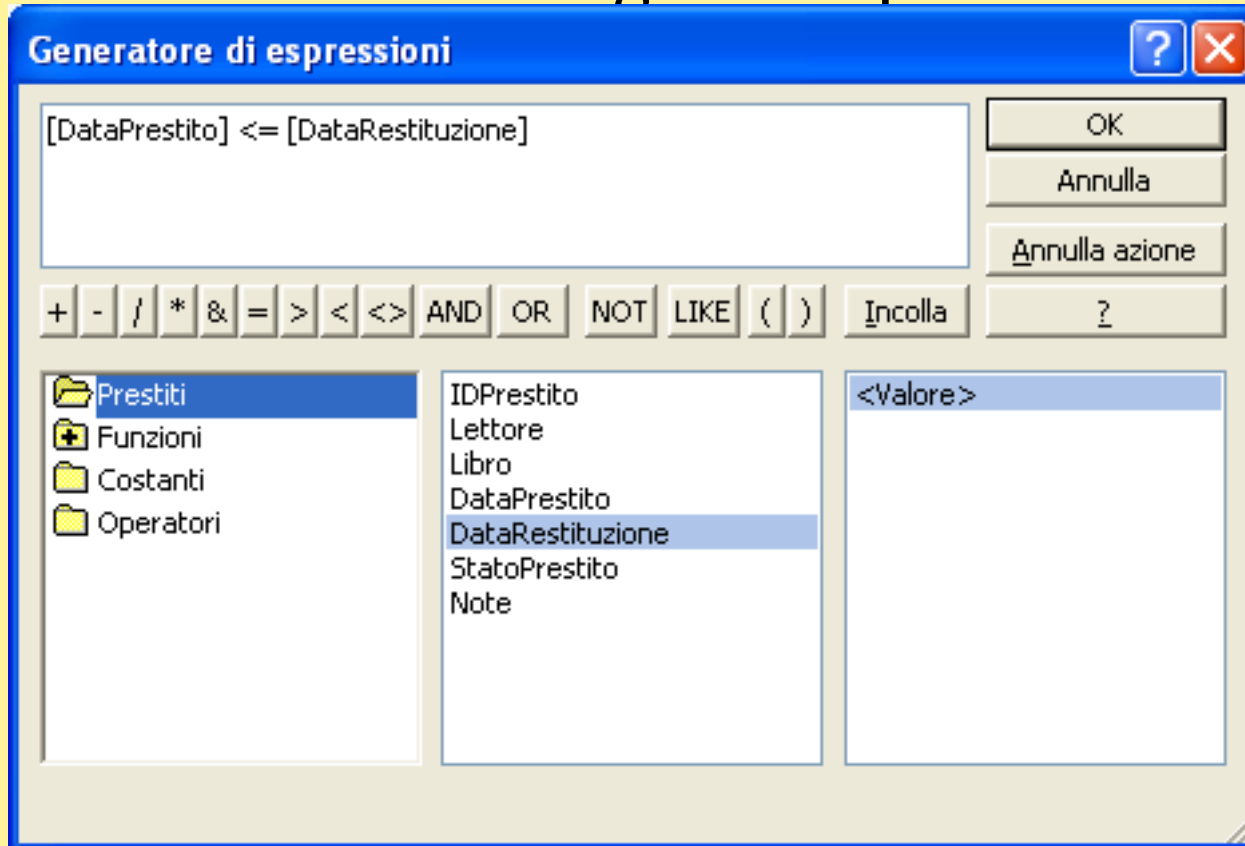 Generatore di espressioni
?
[DataPrestito] <= [DataRestituzione]
OK
Annulla
Annulla azione
+ - / * & = > < <> AND OR NOT LIKE ( ) Incolla ?
Prestiti
Funzioni
Costanti
Operatori
IDPrestito
Lettore
Libro
DataPrestito
DataRestituzione
StatoPrestito
Note
<Valore>